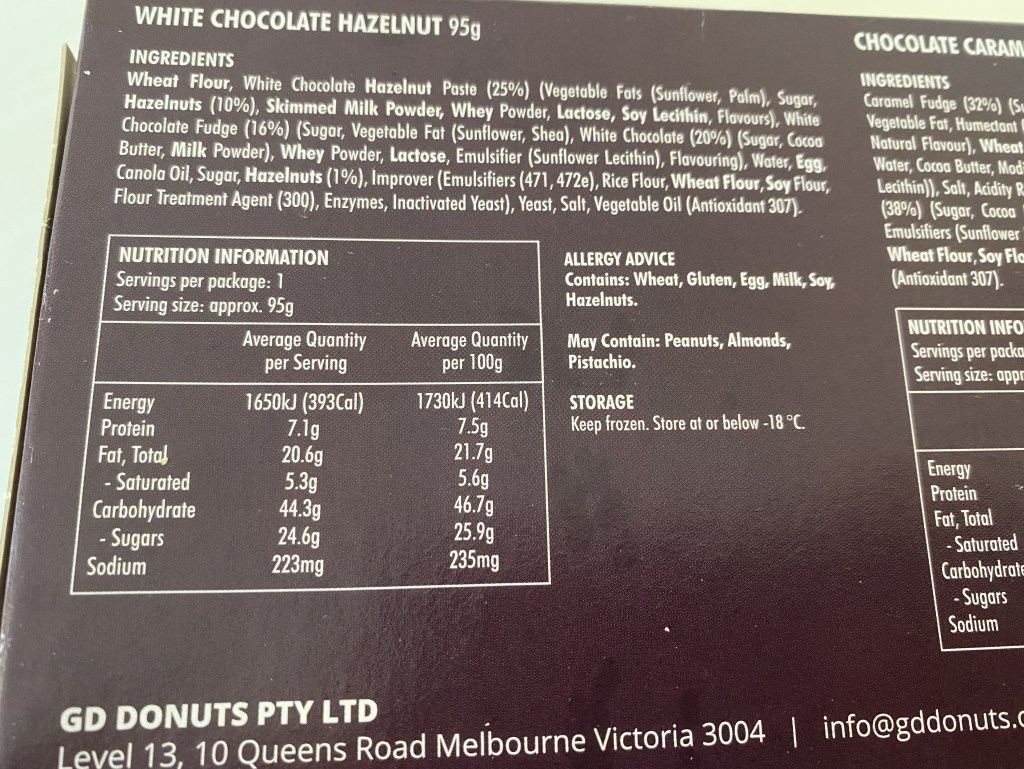 WHITE CHOCOLATE HAZELNUT 95g
INGREDIENTS
Wheat Flour, White Chocolate Hazelnut Paste (25%) (Vegetable Fats (Sunflower, Palm), Sugar,
Hazelnuts (10%), Skimmed Milk Powder, Whey Powder, Lactose, Soy Lecithin, Flavours), White
Chocolate Fudge (16%) (Sugar, Vegetable Fat (Sunflower, Shea), White Chocolate (20%) (Sugar, Cocoa
Butter, Milk Powder), Whey Powder, Lactose, Emulsifier (Sunflower Lecithin), Flavouring), Water, Egg,
Canola Oil, Sugar, Hazelnuts (1%), Improver (Emulsifiers (471, 472e), Rice Flour, Wheat Flour, Soy Flour,
Flour Treatment Agent (300), Enzymes, Inactivated Yeast), Yeast, Salt, Vegetable Oil (Antioxidant 307).
NUTRITION INFORMATION
Servings per package: 1
Serving size: approx. 95g
Average Quantity per Serving
Average Quantity per 100g
Energy 1650kJ (393Cal) 1730kJ (414Cal)
Protein 7.1g 7.5g
Fat, Total 20.6g 21.7g
- Saturated 5.3g 5.6g
Carbohydrate 44.3g 46.7g
- Sugars 24.6g 25.9g
Sodium 223mg 235mg
ALLERGY ADVICE
Contains: Wheat, Gluten, Egg, Milk, Soy,
Hazelnuts.
May Contain: Peanuts, Almonds,
Pistachio.
STORAGE
Keep frozen. Store at or below -18 °C.
CHOCOLATE CARAM
INGREDIENTS
Caramel Fudge (32%) (S
Vegetable Fat, Humectant
Natural Flavour), Wheat
Water, Cocoa Butter, Mod
Lecithin)), Salt, Acidity R
(38%) (Sugar, Cocoa
Emulsifiers (Sunflower
Wheat Flour, Soy Flo
(Antioxidant 307).
NUTRITION INFO
Servings per packa
Serving size: appr
Energy
Protein
Fat, Total
- Saturated
Carbohydrate
- Sugars
Sodium
GD DONUTS PTY LTD
Level 13, 10 Queens Road Melbourne Victoria 3004 | info@gddonuts.c